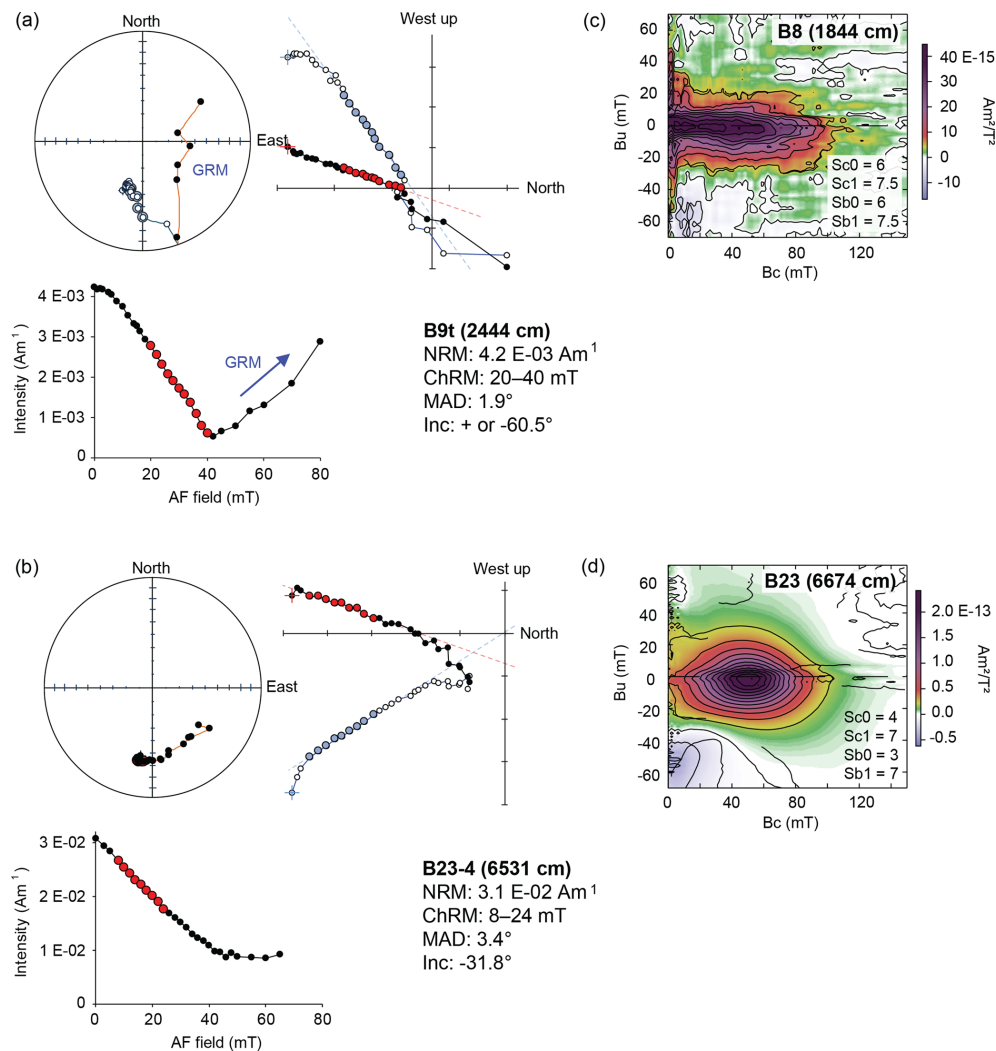 (a)
North
East
GRM
West up
North
Intensity (Am¹)
4 E-03
3 E-03
2 E-03
1 E-03
0
GRM
0 20 40 60 80
AF field (mT)
B9t (2444 cm)
NRM: 4.2 E-03 Am¹
ChRM: 20–40 mT
MAD: 1.9°
Inc: + or -60.5°
(c)
B8 (1844 cm)
Bu (mT)
60
40
20
0
-20
-40
-60
Sc0 = 6
Sc1 = 7.5
Sb0 = 6
Sb1 = 7.5
0 40 80 120
Bc (mT)
40 E-15
30
20
10
0
-10
Am²/T²
(b)
North
East
West up
North
Intensity (Am¹)
3 E-02
2 E-02
1 E-02
0
0 20 40 60 80
AF field (mT)
B23-4 (6531 cm)
NRM: 3.1 E-02 Am¹
ChRM: 8–24 mT
MAD: 3.4°
Inc: -31.8°
(d)
B23 (6674 cm)
Bu (mT)
60
40
20
0
-20
-40
-60
Sc0 = 4
Sc1 = 7
Sb0 = 3
Sb1 = 7
0 40 80 120
Bc (mT)
2.0 E-13
1.5
1.0
0.5
0.0
-0.5
Am²/T²